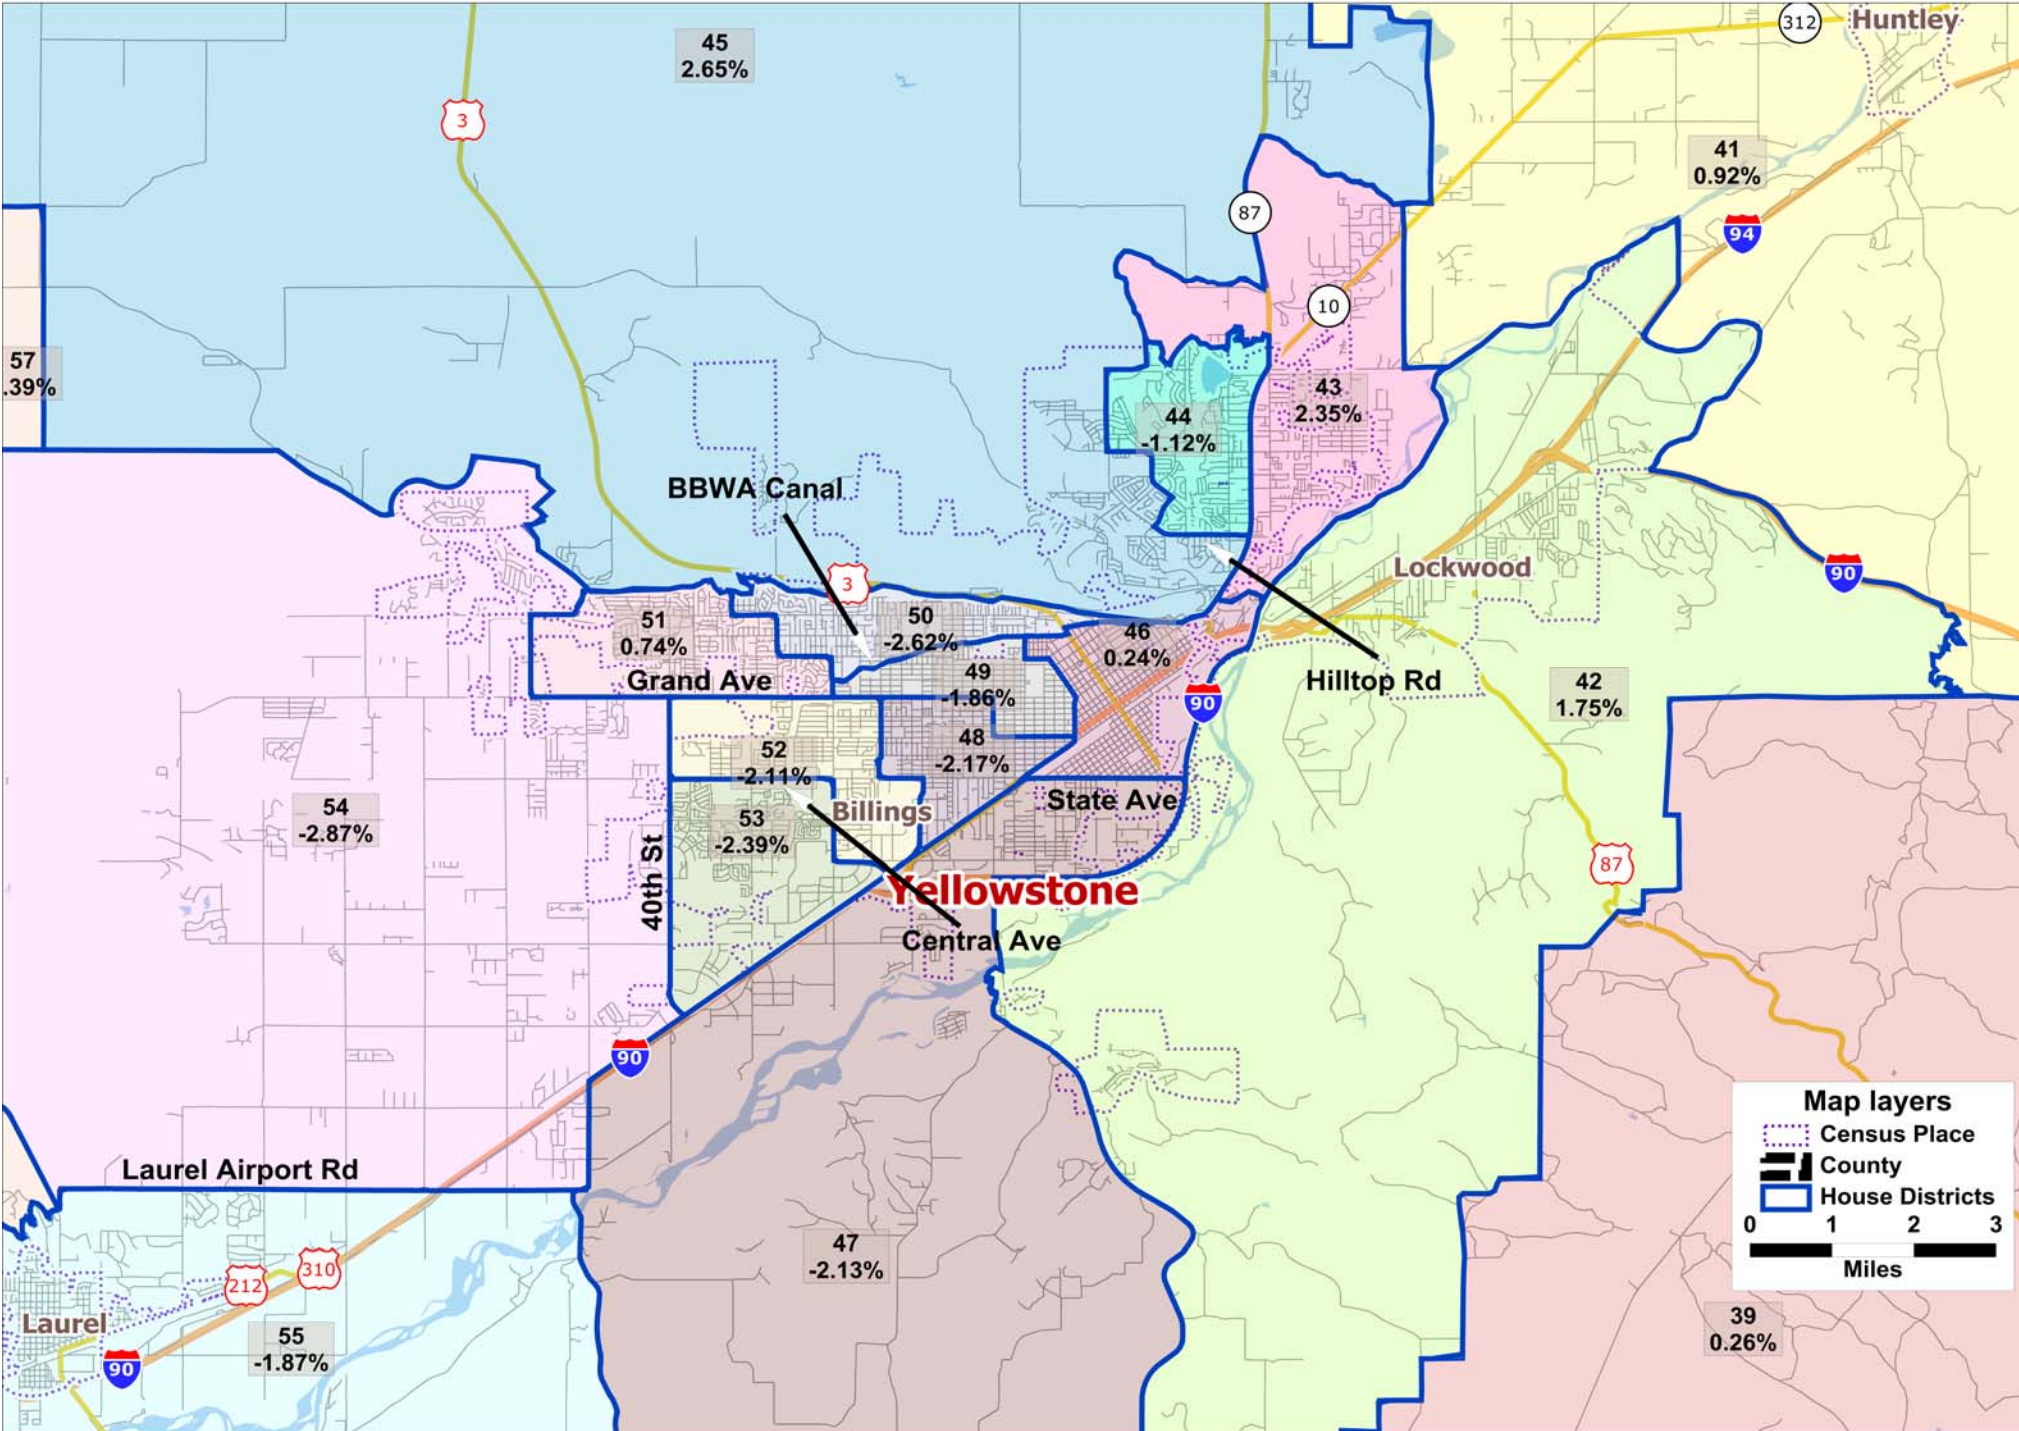 312
Huntley
45
2.65%
3
41
0.92%
87
94
10
57
.39%
43
2.35%
44
-1.12%
BBWA Canal
3
Lockwood
90
51
0.74%
50
-2.62%
46
0.24%
Grand Ave
49
-1.86%
Hilltop Rd
42
1.75%
90
52
-2.11%
48
-2.17%
54
-2.87%
53
-2.39%
Billings
State Ave
40th St
87
Yellowstone
Central Ave
90
Map layers
Census Place
County
House Districts
0 1 2 3
Miles
Laurel Airport Rd
47
-2.13%
212
310
Laurel
55
-1.87%
90
39
0.26%